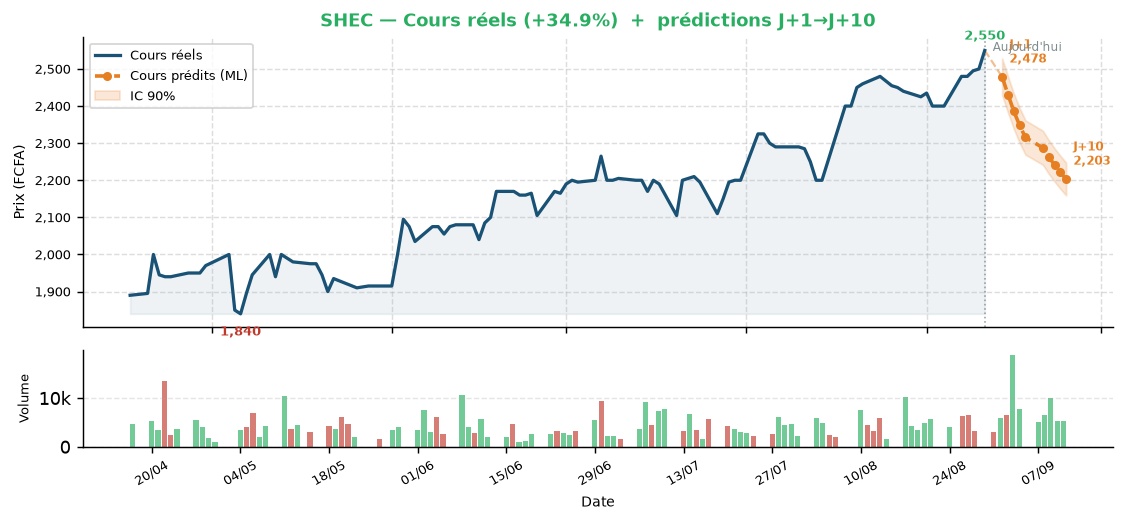 SHEC — Cours réels (+34.9%)  +  prédictions J+1→J+10
Cours réels
Cours prédits (ML)
IC 90%
2,550
Aujourd'hui
J+1
2,478
J+10
2,203
1,840
Prix (FCFA)
2,500
2,400
2,300
2,200
2,100
2,000
1,900
Volume
10k
0
20/04
04/05
18/05
01/06
15/06
29/06
13/07
27/07
10/08
24/08
07/09
Date